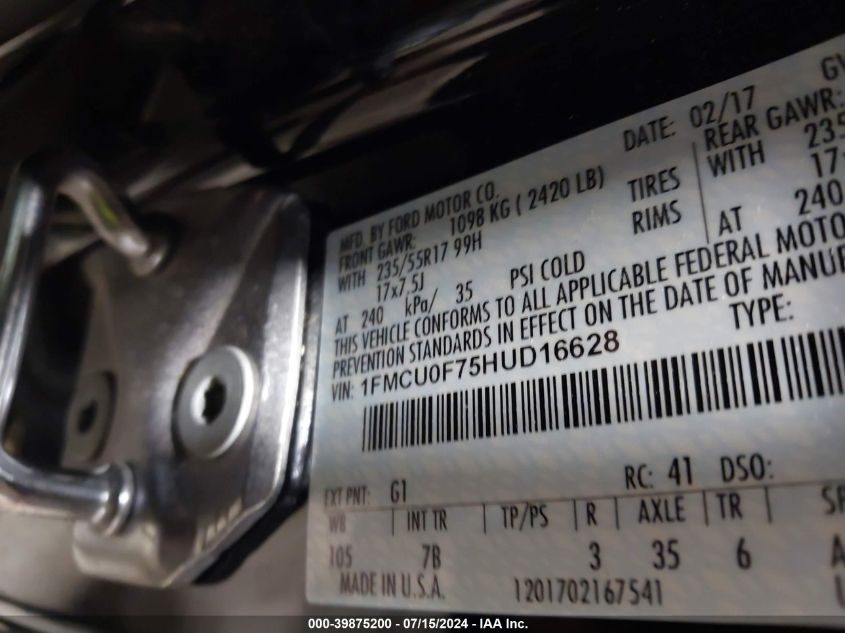 DATE: 02/17
MFD. BY FORD MOTOR CO.
FRONT GAWR: 1098 KG ( 2420 LB) REAR GAWR:
WITH 235/55R17 99H TIRES WITH
17x7.5J RIMS
AT 240 kPa/ 35 PSI COLD AT 240
THIS VEHICLE CONFORMS TO ALL APPLICABLE FEDERAL
PREVENTION STANDARDS IN EFFECT ON THE DATE OF
VIN: 1FMCU0F75HUD16628 TYPE:
EXT PNT: G1 RC: 41 DSO:
WB INT TR TP/PS R AXLE TR
105 7B 3 35 6
MADE IN U.S.A. 1201702167541
000-39875200 - 07/15/2024 - IAA Inc.